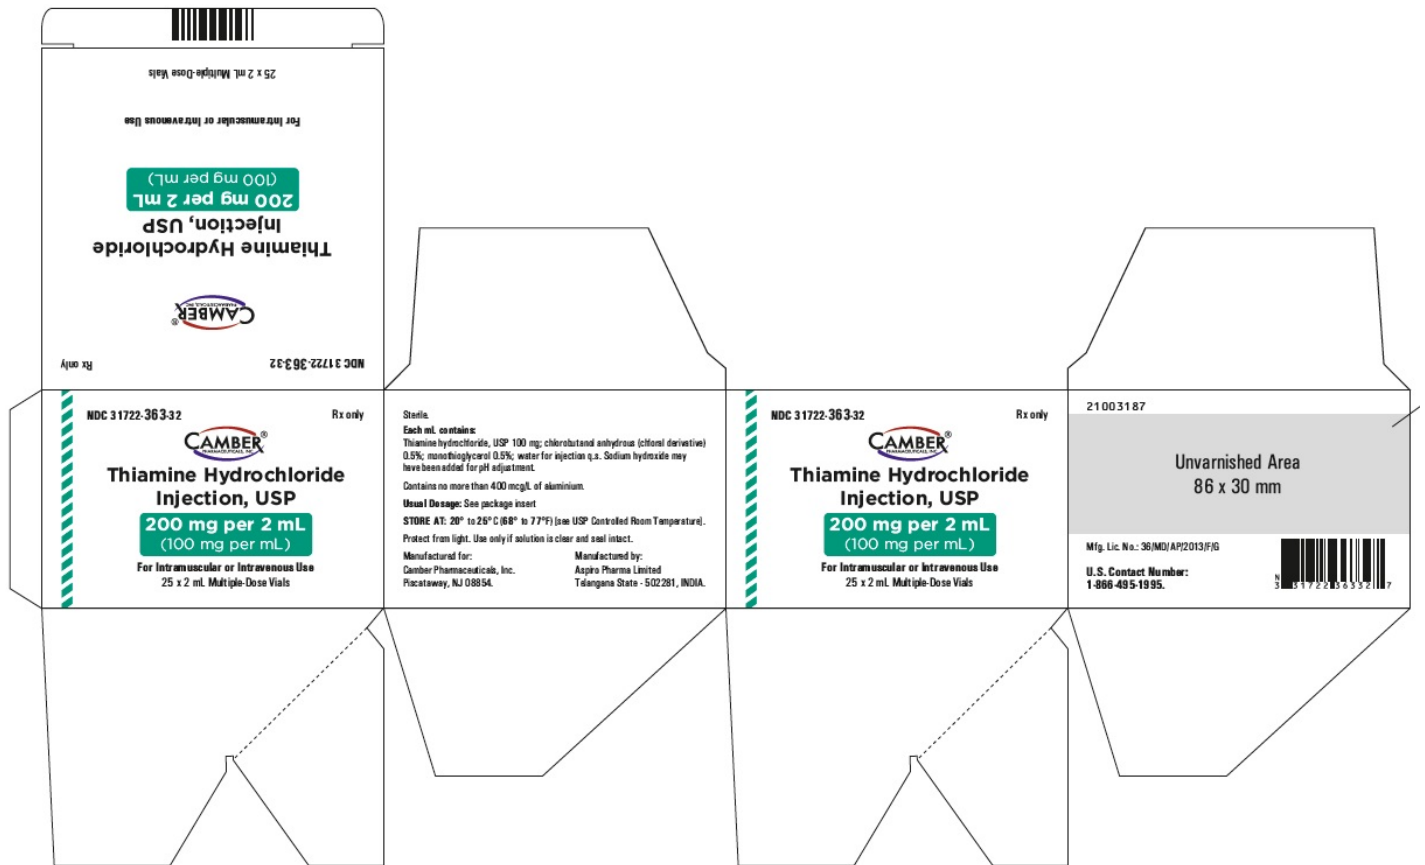 25 x 2 mL Multiple-Dose Vials
For Intramuscular or Intravenous Use
(100 mg per mL)
200 mg per 2 mL
Injection, USP
Thiamine Hydrochloride
CAMBER®
PHARMACEUTICALS, INC.
NDC 31722-363-32 Rx only
NDC 31722-363-32 Rx only
CAMBER®
PHARMACEUTICALS, INC.
Thiamine Hydrochloride
Injection, USP
200 mg per 2 mL
(100 mg per mL)
For Intramuscular or Intravenous Use
25 x 2 mL Multiple-Dose Vials
Sterile.
Each mL contains:
Thiamine hydrochloride, USP 100 mg; chlorobutanol anhydrous (chloral derivative)
0.5%; monothioglycerol 0.5%; water for injection q.s. Sodium hydroxide may
have been added for pH adjustment.
Contains no more than 400 mcg/L of aluminium.
Usual Dosage: See package insert
STORE AT: 20° to 25°C (68° to 77°F) [see USP Controlled Room Temperature].
Protect from light. Use only if solution is clear and seal intact.
Manufactured for:
Camber Pharmaceuticals, Inc.
Piscataway, NJ 08854.
Manufactured by:
Aspiro Pharma Limited
Telangana State - 502281, INDIA.
NDC 31722-363-32 Rx only
CAMBER®
PHARMACEUTICALS, INC.
Thiamine Hydrochloride
Injection, USP
200 mg per 2 mL
(100 mg per mL)
For Intramuscular or Intravenous Use
25 x 2 mL Multiple-Dose Vials
21003187
Unvarnished Area
86 x 30 mm
Mfg. Lic. No.: 36/MD/AP/2013/F/G
U.S. Contact Number:
1-866-495-1995.
N
3 31722 36332 7